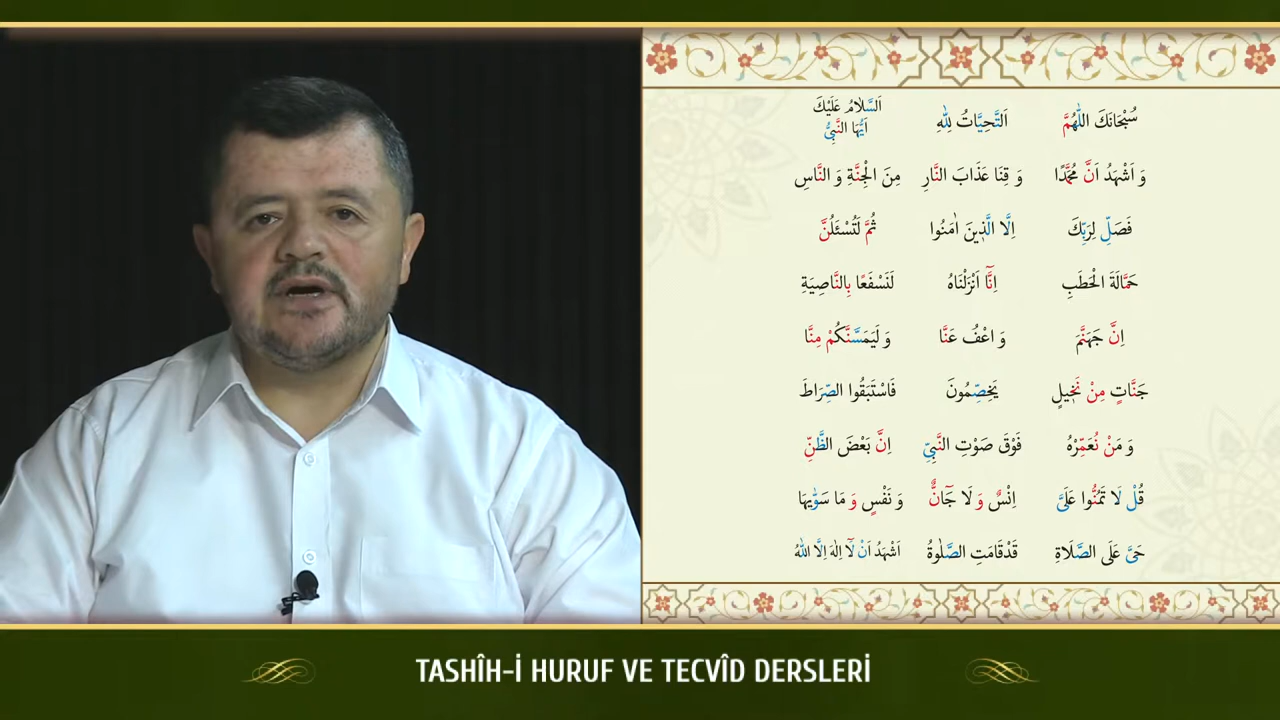 سُبْحَانَكَ اللّٰهُمَّ اَلتَّحِيَّاتُ لِلّٰهِ اَلسَّلَامُ عَلَيْكَ اَيُّهَا النَّبِيُّ
وَ اَشْهَدُ اَنَّ مُحَمَّدًا وَ قِنَا عَذَابَ النَّارِ مِنَ الْجِنَّةِ وَ النَّاسِ
فَصَلِّ لِرَبِّكَ اِلَّا الَّذ۪ينَ اٰمَنُوا ثُمَّ لَتُسْئَلُنَّ
حَمَّالَةَ الْحَطَبِ اِنَّٓا اَنْزَلْنَاهُ لَنَسْفَعًا بِالنَّاصِيَةِ
اِنَّ جَهَنَّمَ وَ اعْفُ عَنَّا وَ لَيَمَسَّنَّكُمْ مِنَّا
جَنَّاتٍ مِنْ نَخ۪يلٍ يَخِصِّمُونَ فَاسْتَبَقُوا الصِّرَاطَ
وَ مَنْ نُعَمِّرْهُ فَوْقَ صَوْتِ النَّبِيِّ اِنَّ بَعْضَ الظَّنِّ
قُلْ لَا تَمُنُّوا عَلَيَّ اِنْسٌ وَ لَا جَٓانٌّ وَ نَفْسٍ وَ مَا سَوّٰيهَا
حَيَّ عَلَى الصَّلَاةِ قَدْقَامَتِ الصَّلٰوةُ اَشْهَدُ اَنْ لَٓا اِلٰهَ اِلَّا اللّٰهُ
TASHÎH-İ HURUF VE TECVÎD DERSLERİ